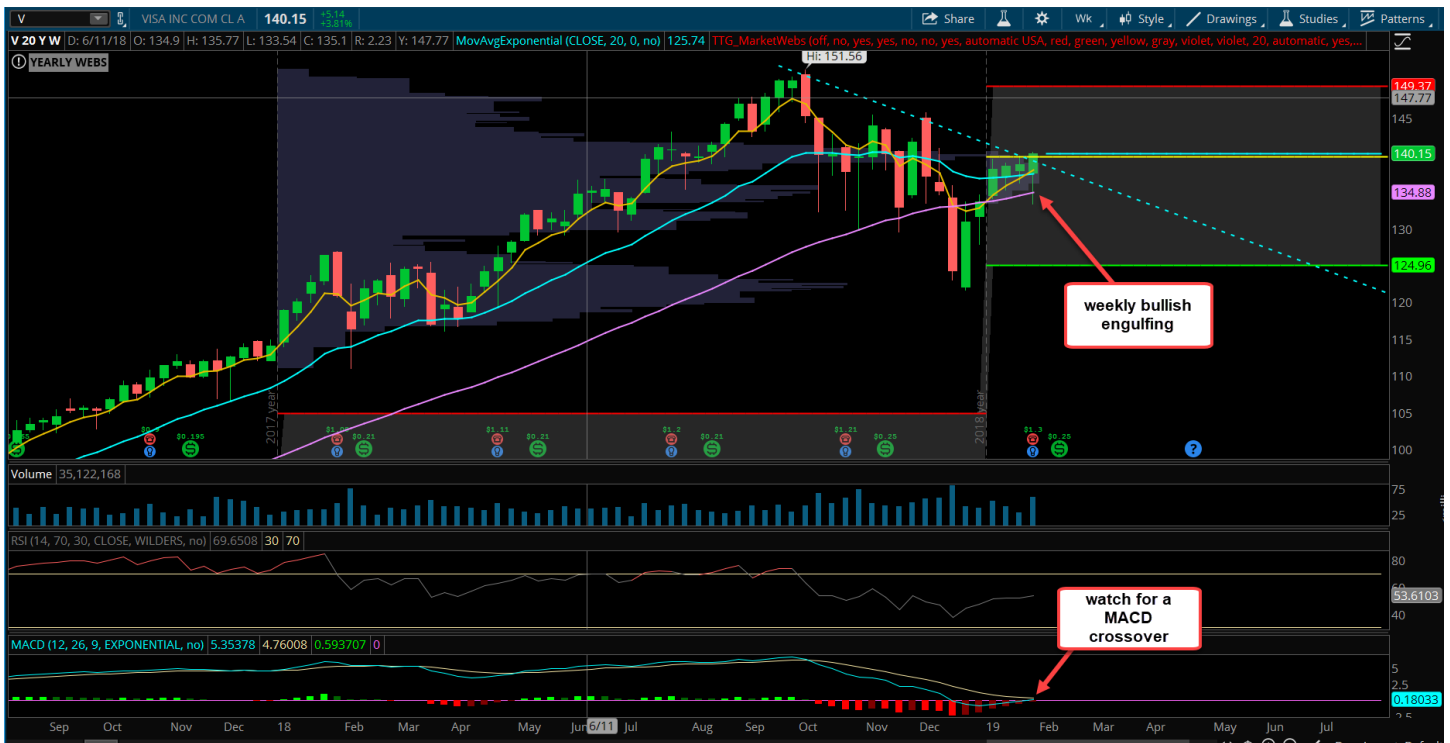 V VISA INC COM CL A 140.15 +5.14 +3.81% Share Wk Style Drawings Studies Patterns
V 20 Y W D: 6/11/18 O: 134.9 H: 135.77 L: 133.54 C: 135.1 R: 2.23 Y: 147.77 MovAvgExponential (CLOSE, 20, 0, no) 125.74 TTG_MarketWebs (off, no, yes, yes, no, no, yes, automatic USA, red, green, yellow, gray, violet, violet, 20, automatic, yes,...
YEARLY WEBS
Hi: 151.56
149.37
147.77
145
140.15
134.88
130
124.96
120
115
110
105
100
weekly bullish
engulfing
2017 year
2018 year
$0.195 $0.21 $1.11 $0.21 $1.2 $0.21 $1.21 $0.25 $1.3 $0.25
Volume 35,122,168
75
25
RSI (14, 70, 30, CLOSE, WILDERS, no) 69.6508 30 70
80
60
53.6103
40
watch for a
MACD
crossover
MACD (12, 26, 9, EXPONENTIAL, no) 5.35378 4.76008 0.593707 0
5
2.5
0.18033
Sep Oct Nov Dec 18 Feb Mar Apr May Jun 6/11 Jul Aug Sep Oct Nov Dec 19 Feb Mar Apr May Jun Jul